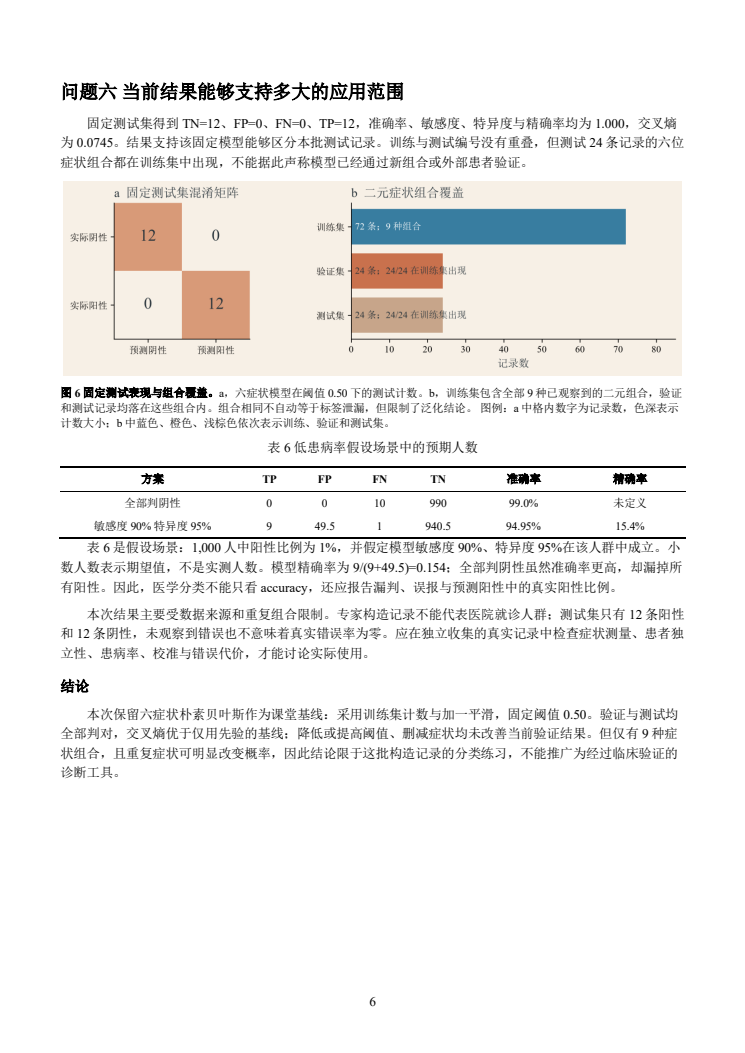 问题六 当前结果能够支持多大的应用范围
固定测试集得到 TN=12、FP=0、FN=0、TP=12，准确率、敏感度、特异度与精确率均为 1.000，交叉熵
为 0.0745。结果支持该固定模型能够区分本批测试记录。训练与测试编号没有重叠，但测试 24 条记录的六位
症状组合都在训练集中出现，不能据此声称模型已经通过新组合或外部患者验证。
a 固定测试集混淆矩阵
实际阴性 12 0
实际阳性 0 12
预测阴性 预测阳性
b 二元症状组合覆盖
训练集 72 条；9 种组合
验证集 24 条；24/24 在训练集出现
测试集 24 条；24/24 在训练集出现
0 10 20 30 40 50 60 70 80
记录数
图 6 固定测试表现与组合覆盖。a，六症状模型在阈值 0.50 下的测试计数。b，训练集包含全部 9 种已观察到的二元组合，验证
和测试记录均落在这些组合内。组合相同不自动等于标签泄漏，但限制了泛化结论。 图例：a 中格内数字为记录数，色深表示
计数大小；b 中蓝色、橙色、浅棕色依次表示训练、验证和测试集。
表 6 低患病率假设场景中的预期人数
方案 TP FP FN TN 准确率 精确率
全部判阴性 0 0 10 990 99.0% 未定义
敏感度 90% 特异度 95% 9 49.5 1 940.5 94.95% 15.4%
表 6 是假设场景：1,000 人中阳性比例为 1%，并假定模型敏感度 90%、特异度 95%在该人群中成立。小
数人数表示期望值，不是实测人数。模型精确率为 9/(9+49.5)=0.154；全部判阴性虽然准确率更高，却漏掉所
有阳性。因此，医学分类不能只看 accuracy，还应报告漏判、误报与预测阳性中的真实阳性比例。
本次结果主要受数据来源和重复组合限制。专家构造记录不能代表医院就诊人群；测试集只有 12 条阳性
和 12 条阴性，未观察到错误也不意味着真实错误率为零。应在独立收集的真实记录中检查症状测量、患者独
立性、患病率、校准与错误代价，才能讨论实际使用。
结论
本次保留六症状朴素贝叶斯作为课堂基线：采用训练集计数与加一平滑，固定阈值 0.50。验证与测试均
全部判对，交叉熵优于仅用先验的基线；降低或提高阈值、删减症状均未改善当前验证结果。但仅有 9 种症
状组合，且重复症状可明显改变概率，因此结论限于这批构造记录的分类练习，不能推广为经过临床验证的
诊断工具。
6